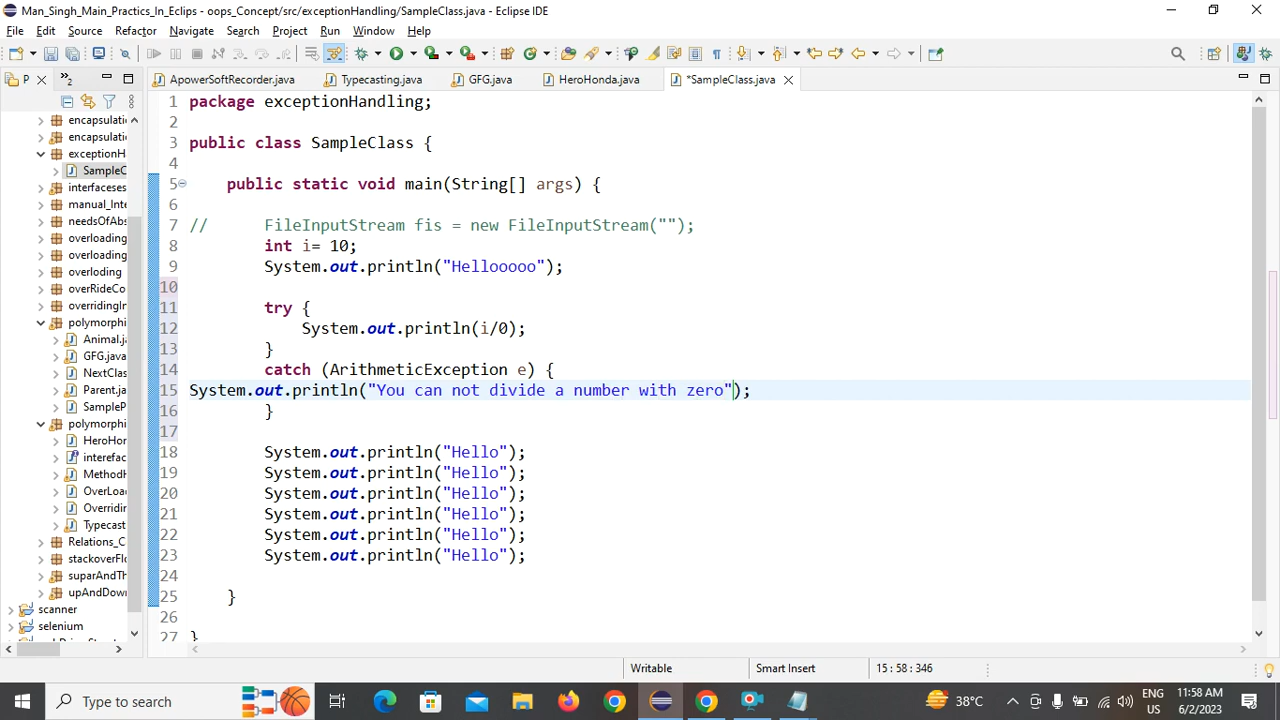 Man_Singh_Main_Practics_In_Eclips - oops_Concept/src/exceptionHandling/SampleClass.java - Eclipse IDE
File Edit Source Refactor Navigate Search Project Run Window Help
P
ApowerSoftRecorder.java Typecasting.java GFG.java HeroHonda.java *SampleClass.java
encapsulati
encapsulati
exceptionH
SampleC
interfaceses
manual_Inte
needsOfAbs
overloading
overloading
overloding
overRideCo
overridingIn
polymorphi
Animal.ja
GFG.java
NextClas
Parent.jav
SampleP
polymorphi
HeroHon
interefac
MethodH
OverLoa
Overridin
Typecast
Relations_C
stackoverFlo
suparAndTh
upAndDown
scanner
selenium
1 package exceptionHandling;
2
3 public class SampleClass {
4
5 public static void main(String[] args) {
6
7 // FileInputStream fis = new FileInputStream("");
8 int i= 10;
9 System.out.println("Hellooooo");
10
11 try {
12 System.out.println(i/0);
13 }
14 catch (ArithmeticException e) {
15 System.out.println("You can not divide a number with zero");
16 }
17
18 System.out.println("Hello");
19 System.out.println("Hello");
20 System.out.println("Hello");
21 System.out.println("Hello");
22 System.out.println("Hello");
23 System.out.println("Hello");
24
25 }
26
27 }
Writable Smart Insert 15 : 58 : 346
Type here to search
38°C
ENG
US
11:58 AM
6/2/2023